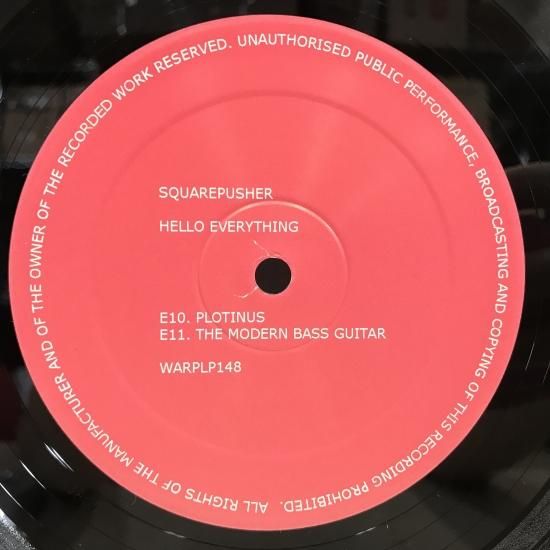 ALL RIGHTS OF THE MANUFACTURER AND OF THE OWNER OF THE RECORDED WORK RESERVED. UNAUTHORISED PUBLIC PERFORMANCE, BROADCASTING AND COPYING OF THIS RECORDING PROHIBITED.
SQUAREPUSHER
HELLO EVERYTHING
E10. PLOTINUS
E11. THE MODERN BASS GUITAR
WARPLP148